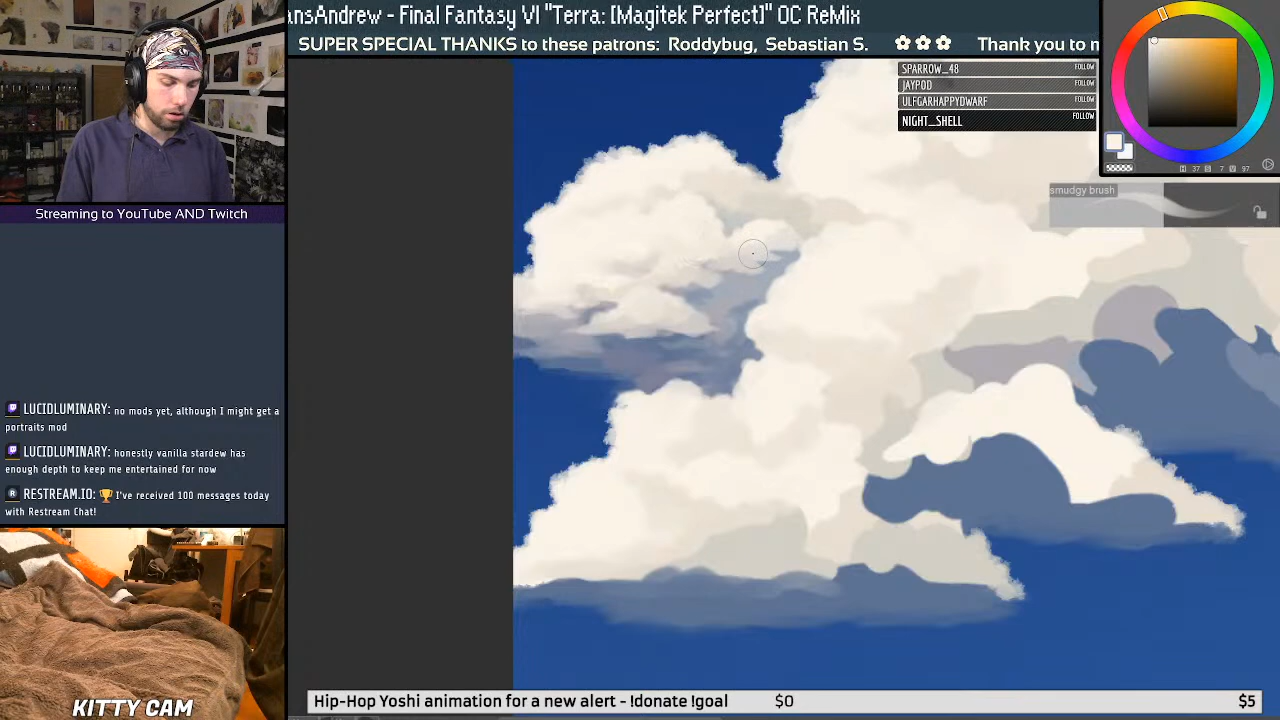 ansAndrew - Final Fantasy VI "Terra: [Magitek Perfect]" OC ReMix
SUPER SPECIAL THANKS to these patrons: Roddybug, Sebastian S. ✿ ✿ ✿ Thank you to m
SPARROW_48 FOLLOW
JAYPOD FOLLOW
ULFGARHAPPYDWARF FOLLOW
NIGHT_SHELL FOLLOW
H 37 S 7 V 97
smudgy brush
Streaming to YouTube AND Twitch
LUCIDLUMINARY: no mods yet, although I might get a
portraits mod
LUCIDLUMINARY: honestly vanilla stardew has
enough depth to keep me entertained for now
RESTREAM.IO: 🏆 I've received 100 messages today
with Restream Chat!
KITTY CAM
Hip-Hop Yoshi animation for a new alert - !donate !goal $0 $5